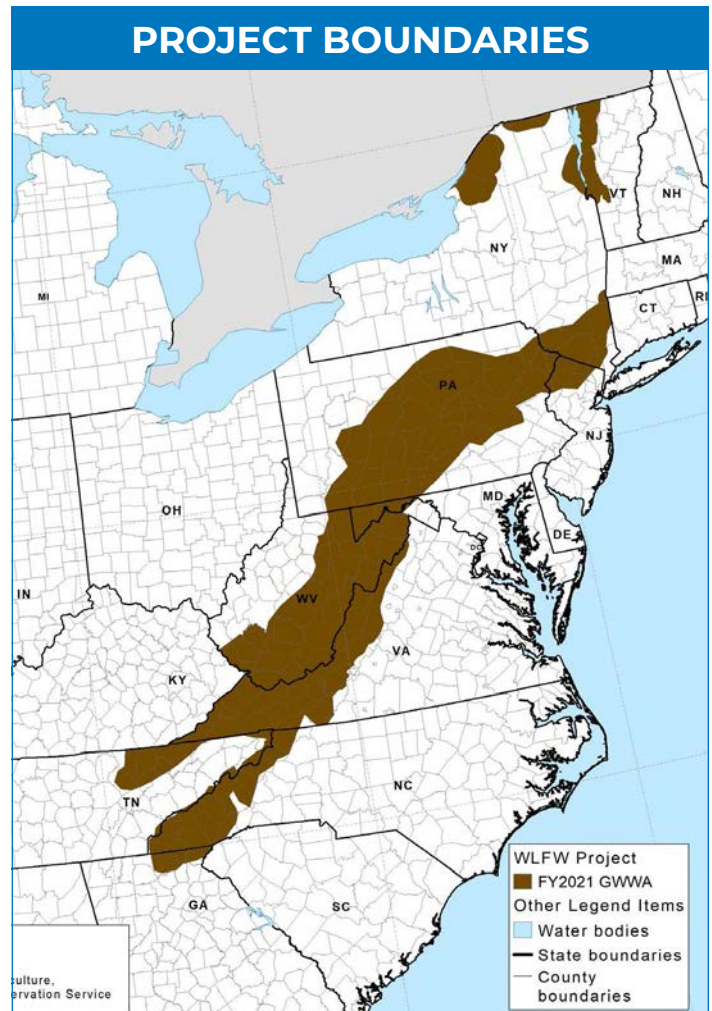 PROJECT BOUNDARIES
VT
NH
NY
MA
MI
CT
RI
PA
NJ
OH
MD
DE
DC
IN
WV
VA
KY
NC
TN
GA
SC
WLFW Project
FY2021 GWWA
Other Legend Items
Water bodies
State boundaries
County
boundaries
culture,
ervation Service